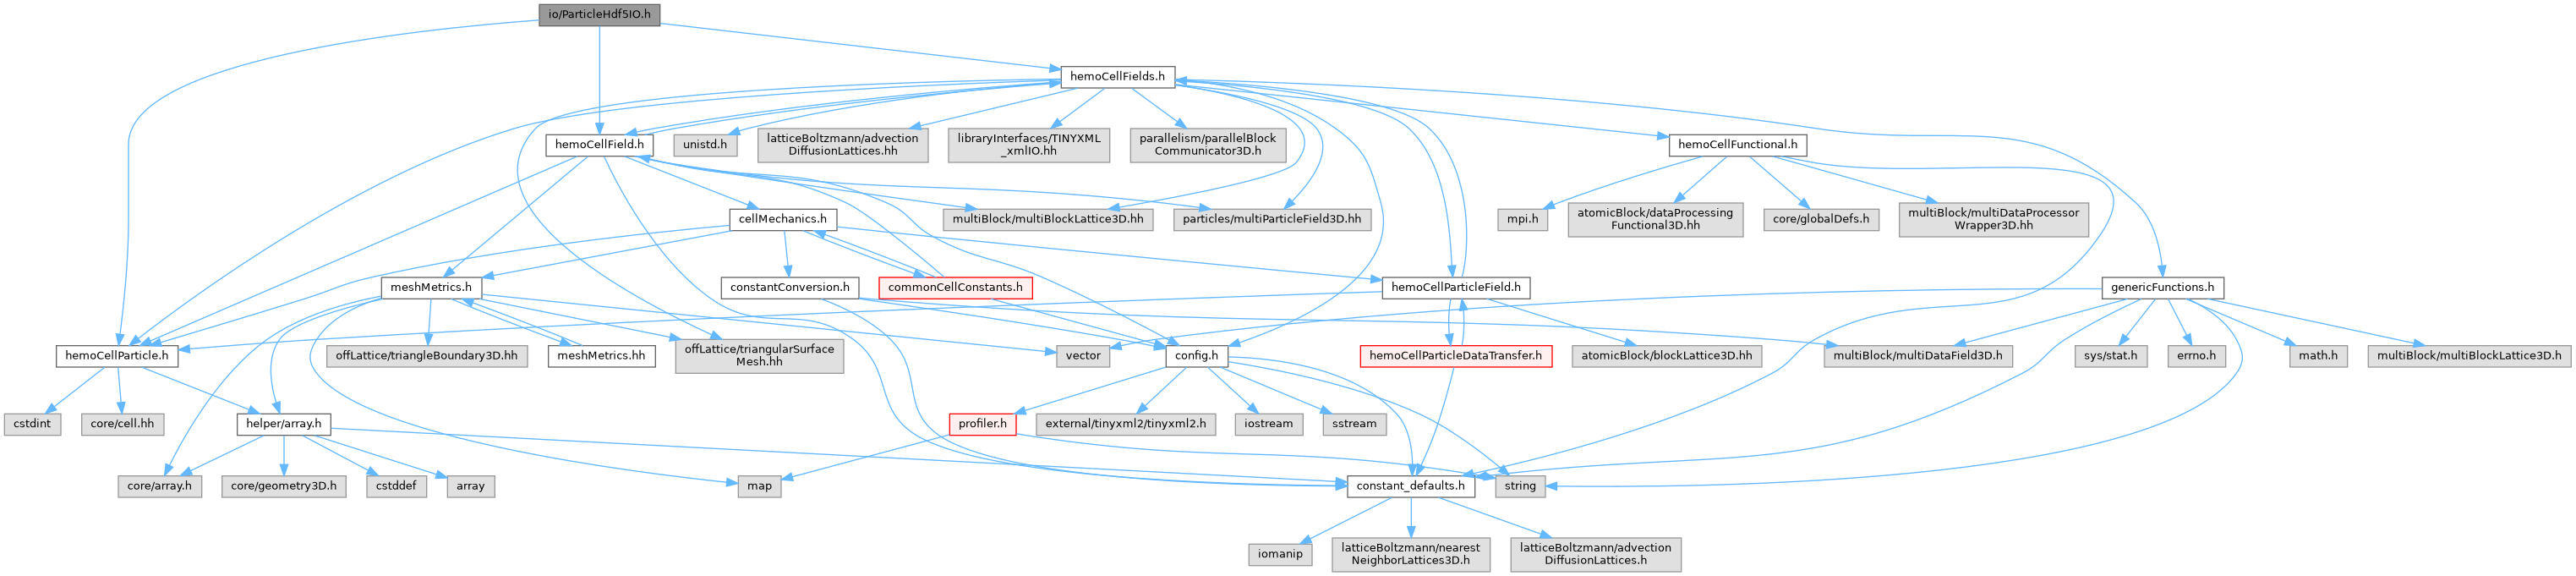 io/ParticleHdf5IO.h
hemoCellFields.h
hemoCellField.h
unistd.h
latticeBoltzmann/advection
DiffusionLattices.hh
libraryInterfaces/TINYXML
_xmlIO.hh
parallelism/parallelBlock
Communicator3D.h
hemoCellFunctional.h
cellMechanics.h
multiBlock/multiBlockLattice3D.hh
particles/multiParticleField3D.hh
mpi.h
atomicBlock/dataProcessing
Functional3D.hh
core/globalDefs.h
multiBlock/multiDataProcessor
Wrapper3D.hh
meshMetrics.h
constantConversion.h
commonCellConstants.h
hemoCellParticleField.h
genericFunctions.h
hemoCellParticle.h
offLattice/triangleBoundary3D.hh
meshMetrics.hh
offLattice/triangularSurface
Mesh.hh
vector
config.h
hemoCellParticleDataTransfer.h
atomicBlock/blockLattice3D.hh
multiBlock/multiDataField3D.h
sys/stat.h
errno.h
math.h
multiBlock/multiBlockLattice3D.h
cstdint
core/cell.hh
helper/array.h
profiler.h
external/tinyxml2/tinyxml2.h
iostream
sstream
core/array.h
core/geometry3D.h
cstddef
array
map
constant_defaults.h
string
iomanip
latticeBoltzmann/nearest
NeighborLattices3D.h
latticeBoltzmann/advection
DiffusionLattices.h